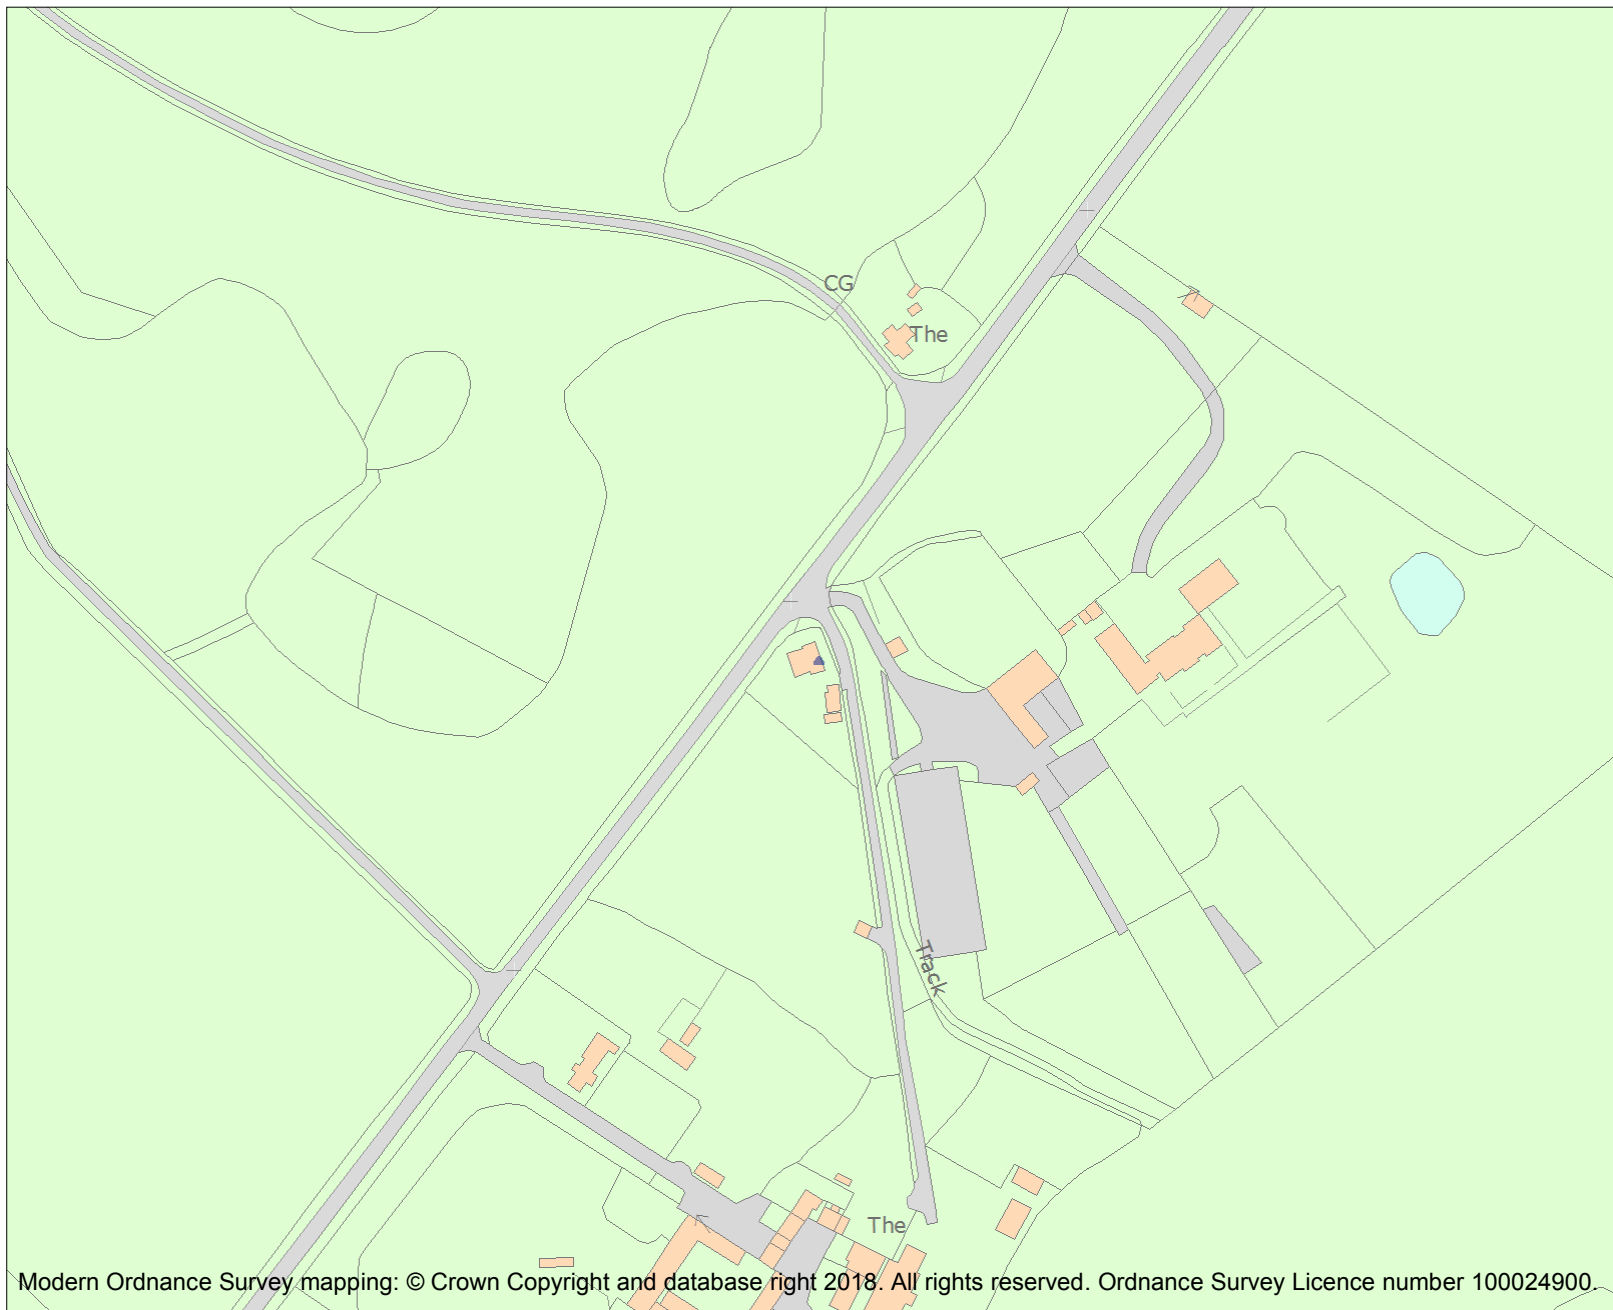 CG
The
Track
The
Modern Ordnance Survey mapping: © Crown Copyright and database right 2018. All rights reserved. Ordnance Survey Licence number 100024900.